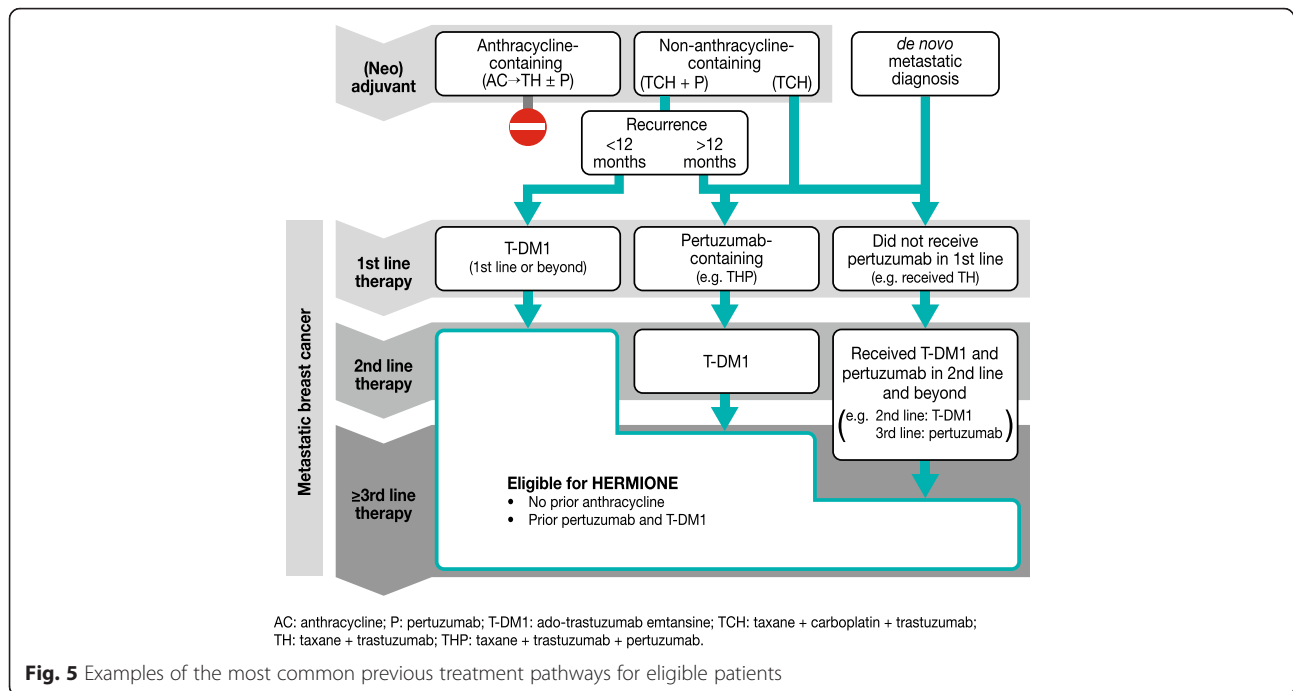 (Neo)
adjuvant
Anthracycline-
containing
(AC→TH ± P)
Non-anthracycline-
containing
(TCH + P) (TCH)
de novo
metastatic
diagnosis
Recurrence
<12 months
>12 months
Metastatic breast cancer
1st line
therapy
T-DM1
(1st line or beyond)
Pertuzumab-
containing
(e.g. THP)
Did not receive
pertuzumab in 1st line
(e.g. received TH)
2nd line
therapy
T-DM1
Received T-DM1 and
pertuzumab in 2nd line
and beyond
(e.g. 2nd line: T-DM1
3rd line: pertuzumab)
≥3rd line
therapy
Eligible for HERMIONE
• No prior anthracycline
• Prior pertuzumab and T-DM1
AC: anthracycline; P: pertuzumab; T-DM1: ado-trastuzumab emtansine; TCH: taxane + carboplatin + trastuzumab;
TH: taxane + trastuzumab; THP: taxane + trastuzumab + pertuzumab.
Fig. 5 Examples of the most common previous treatment pathways for eligible patients